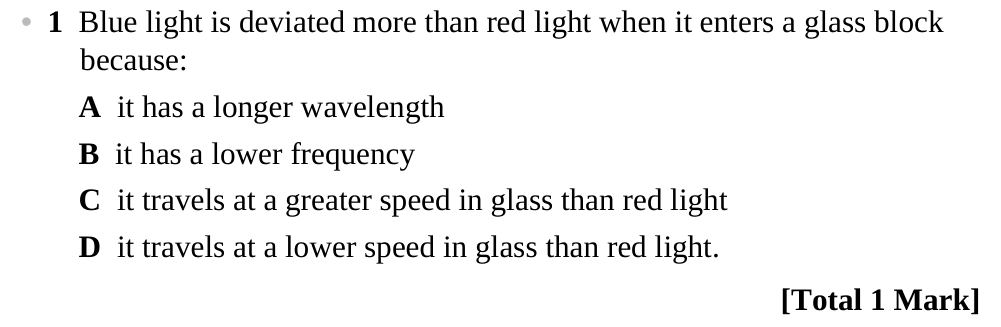 • 1 Blue light is deviated more than red light when it enters a glass block
because:
A it has a longer wavelength
B it has a lower frequency
C it travels at a greater speed in glass than red light
D it travels at a lower speed in glass than red light.
[Total 1 Mark]